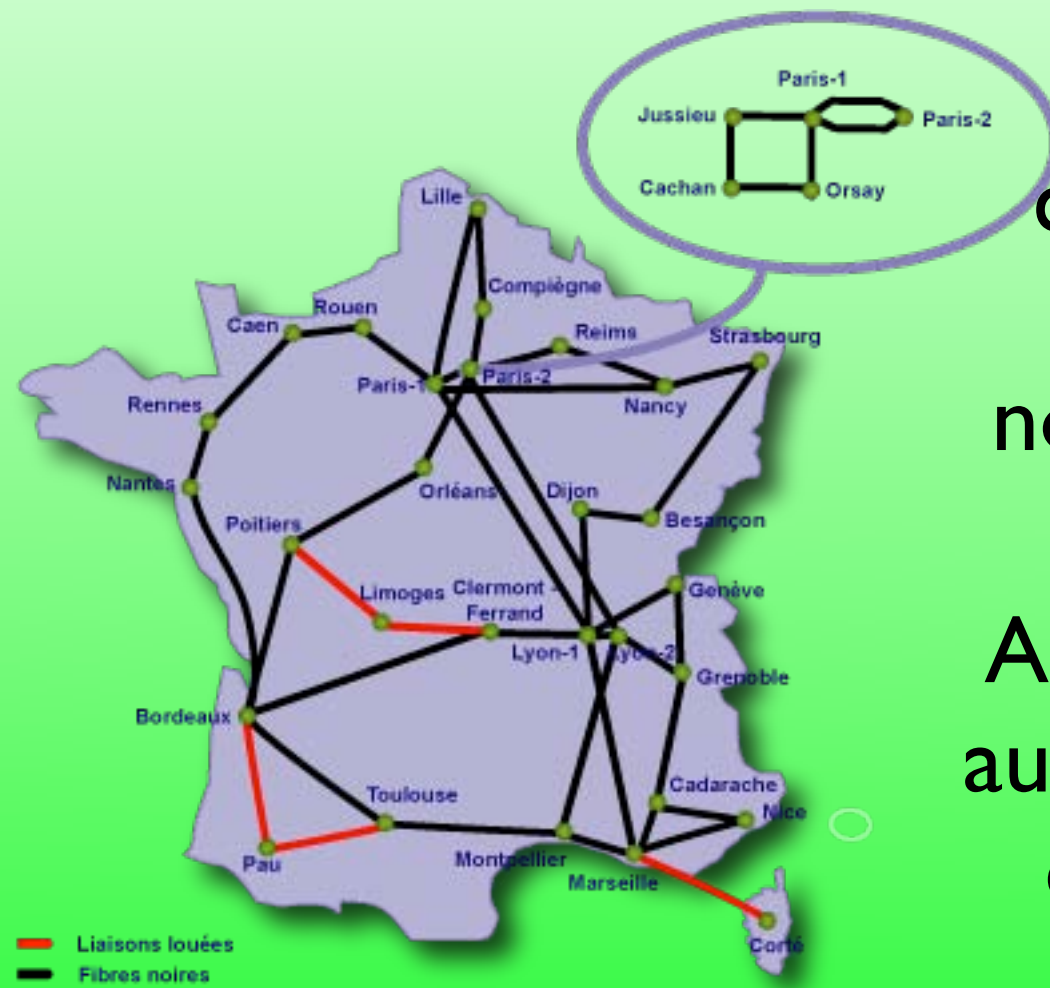 Paris-1
Jussieu
Paris-2
Cachan
Orsay
Lille
Compiègne
Rouen
Caen
Reims
Strasbourg
Paris-1
Paris-2
Nancy
Rennes
Nantes
Orléans
Dijon
Besançon
Poitiers
Limoges
Clermont -
Ferrand
Genève
Lyon-1
Lyon-2
Grenoble
Bordeaux
Cadarache
Nice
Toulouse
Pau
Montpellier
Marseille
Corté
Liaisons louées
Fibres noires
A
au